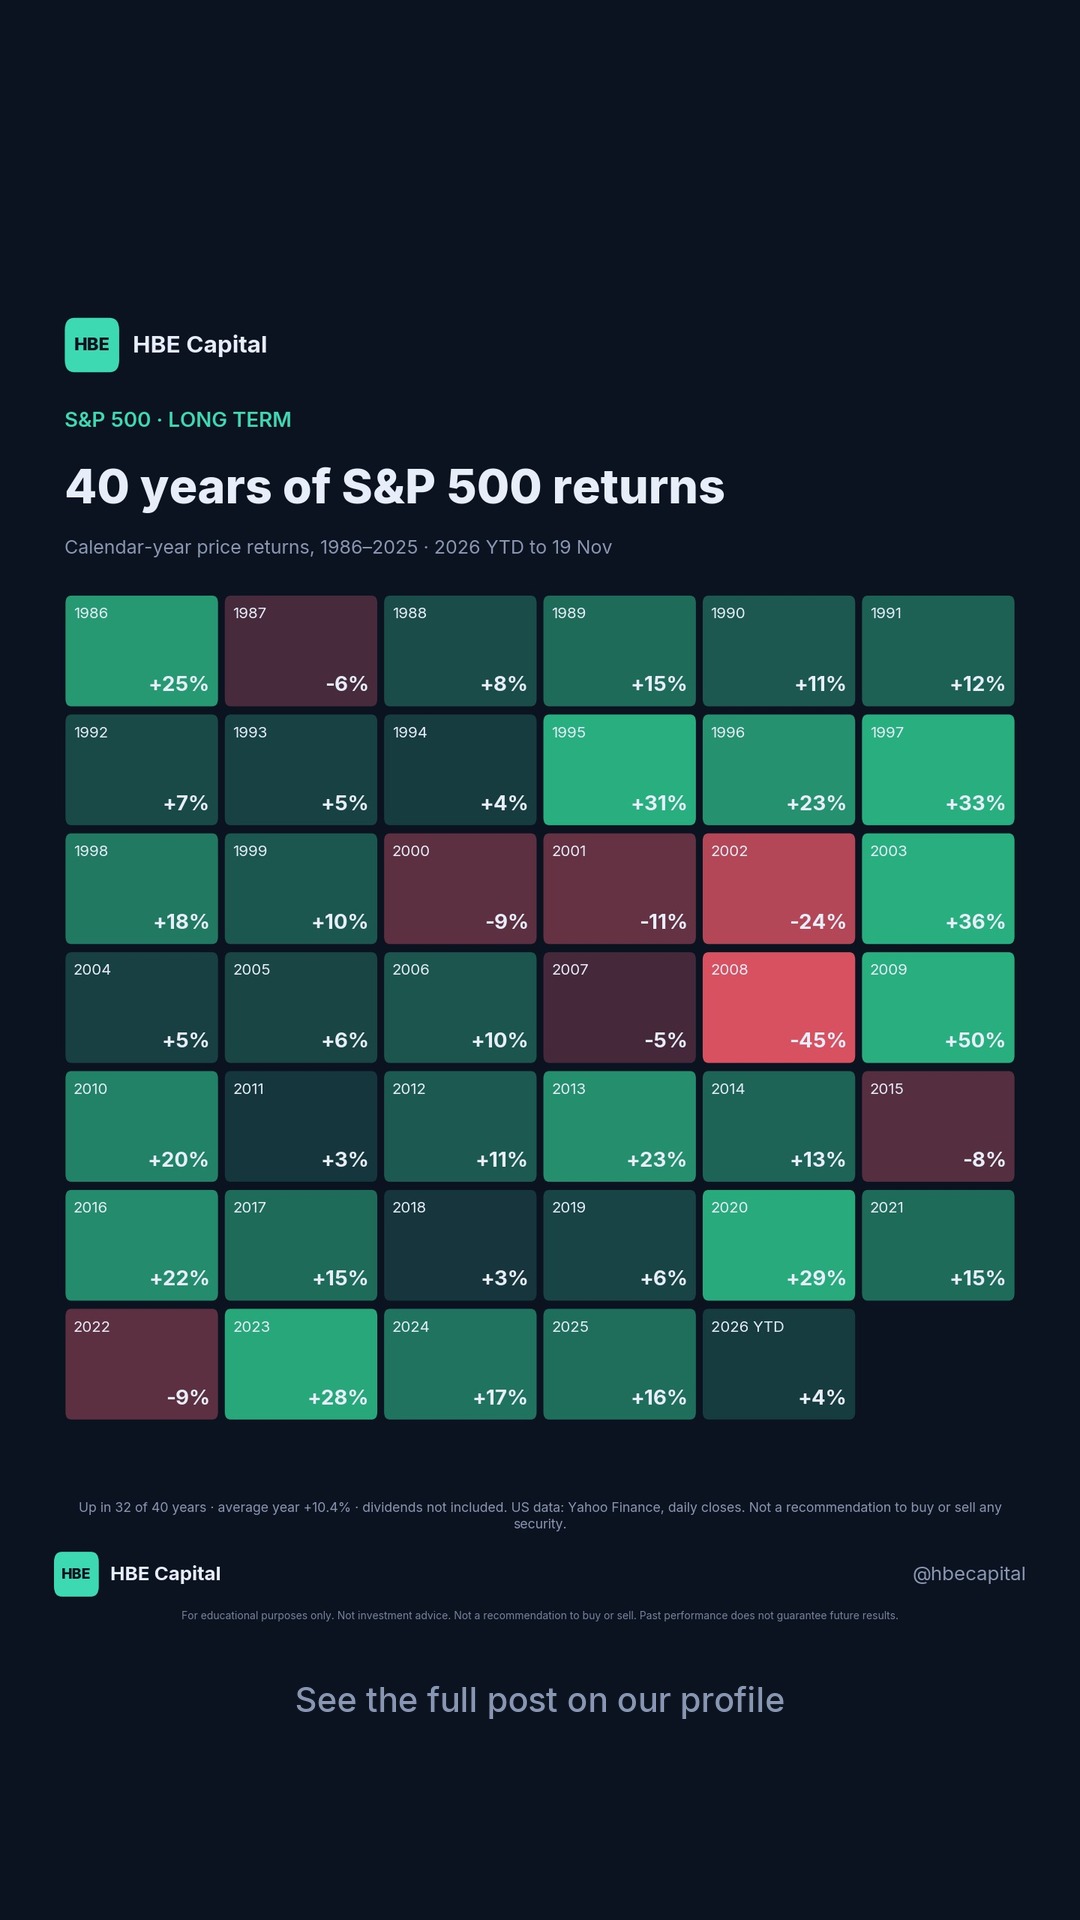 HBE HBE Capital
S&P 500 · LONG TERM
40 years of S&P 500 returns
Calendar-year price returns, 1986–2025 · 2026 YTD to 19 Nov
1986 1987 1988 1989 1990 1991
+25% -6% +8% +15% +11% +12%
1992 1993 1994 1995 1996 1997
+7% +5% +4% +31% +23% +33%
1998 1999 2000 2001 2002 2003
+18% +10% -9% -11% -24% +36%
2004 2005 2006 2007 2008 2009
+5% +6% +10% -5% -45% +50%
2010 2011 2012 2013 2014 2015
+20% +3% +11% +23% +13% -8%
2016 2017 2018 2019 2020 2021
+22% +15% +3% +6% +29% +15%
2022 2023 2024 2025 2026 YTD
-9% +28% +17% +16% +4%
Up in 32 of 40 years · average year +10.4% · dividends not included. US data: Yahoo Finance, daily closes. Not a recommendation to buy or sell any
security.
HBE HBE Capital @hbecapital
For educational purposes only. Not investment advice. Not a recommendation to buy or sell. Past performance does not guarantee future results.
See the full post on our profile